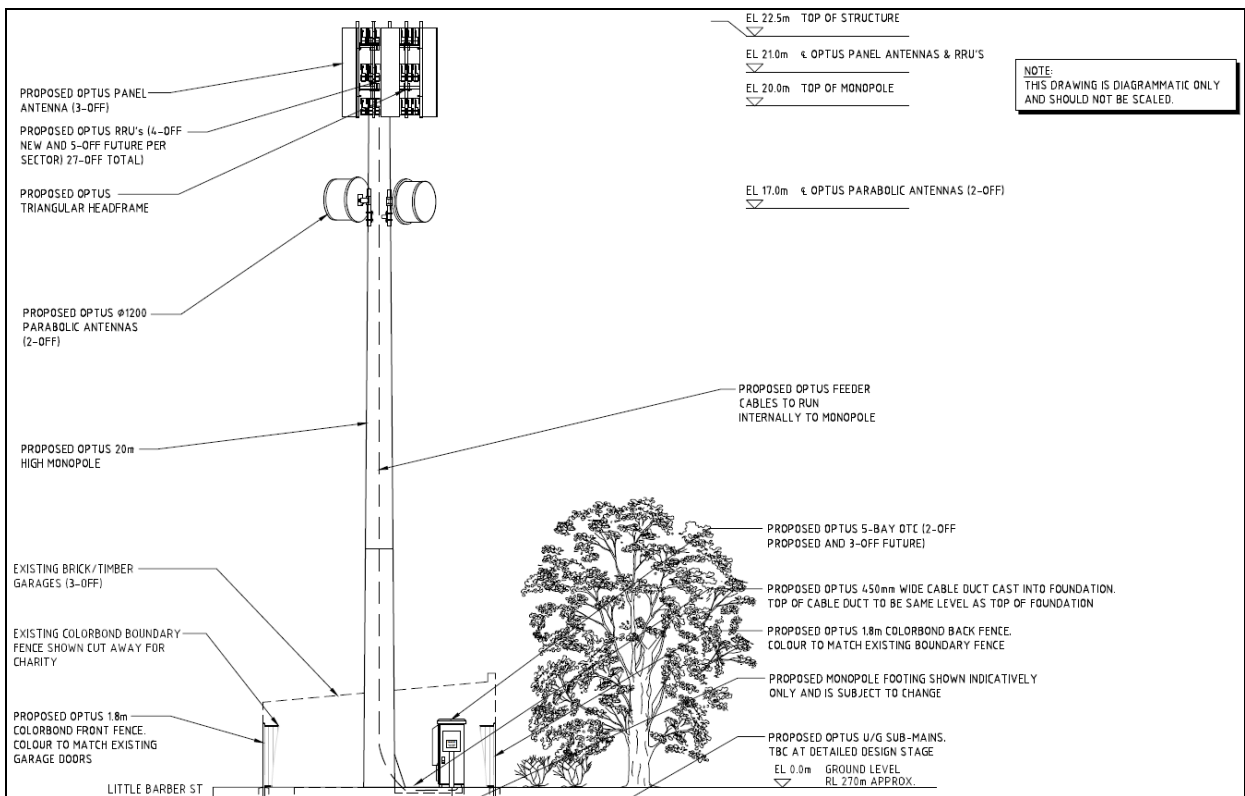 EL 22.5m TOP OF STRUCTURE
EL 21.0m ℄ OPTUS PANEL ANTENNAS & RRU'S
EL 20.0m TOP OF MONOPOLE
NOTE:
THIS DRAWING IS DIAGRAMMATIC ONLY
AND SHOULD NOT BE SCALED.
PROPOSED OPTUS PANEL
ANTENNA (3-OFF)
PROPOSED OPTUS RRU's (4-OFF
NEW AND 5-OFF FUTURE PER
SECTOR) 27-OFF TOTAL)
PROPOSED OPTUS
TRIANGULAR HEADFRAME
EL 17.0m ℄ OPTUS PARABOLIC ANTENNAS (2-OFF)
PROPOSED OPTUS Ø1200
PARABOLIC ANTENNAS
(2-OFF)
PROPOSED OPTUS FEEDER
CABLES TO RUN
INTERNALLY TO MONOPOLE
PROPOSED OPTUS 20m
HIGH MONOPOLE
PROPOSED OPTUS 5-BAY OTC (2-OFF
PROPOSED AND 3-OFF FUTURE)
EXISTING BRICK/TIMBER
GARAGES (3-OFF)
PROPOSED OPTUS 450mm WIDE CABLE DUCT CAST INTO FOUNDATION.
TOP OF CABLE DUCT TO BE SAME LEVEL AS TOP OF FOUNDATION
EXISTING COLORBOND BOUNDARY
FENCE SHOWN CUT AWAY FOR
CHARITY
PROPOSED OPTUS 1.8m COLORBOND BACK FENCE.
COLOUR TO MATCH EXISTING BOUNDARY FENCE
PROPOSED MONOPOLE FOOTING SHOWN INDICATIVELY
ONLY AND IS SUBJECT TO CHANGE
PROPOSED OPTUS 1.8m
COLORBOND FRONT FENCE.
COLOUR TO MATCH EXISTING
GARAGE DOORS
PROPOSED OPTUS U/G SUB-MAINS.
TBC AT DETAILED DESIGN STAGE
EL 0.0m GROUND LEVEL
RL 270m APPROX.
LITTLE BARBER ST